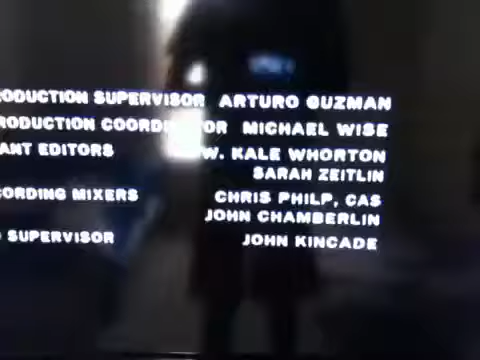 ODUCTION SUPERVISOR ARTURO GUZMAN
RODUCTION COORDI OR MICHAEL WISE
ANT EDITORS W. KALE WHORTON
SARAH ZEITLIN
CORDING MIXERS CHRIS PHILP, CAS
JOHN CHAMBERLIN
SUPERVISOR JOHN KINCADE